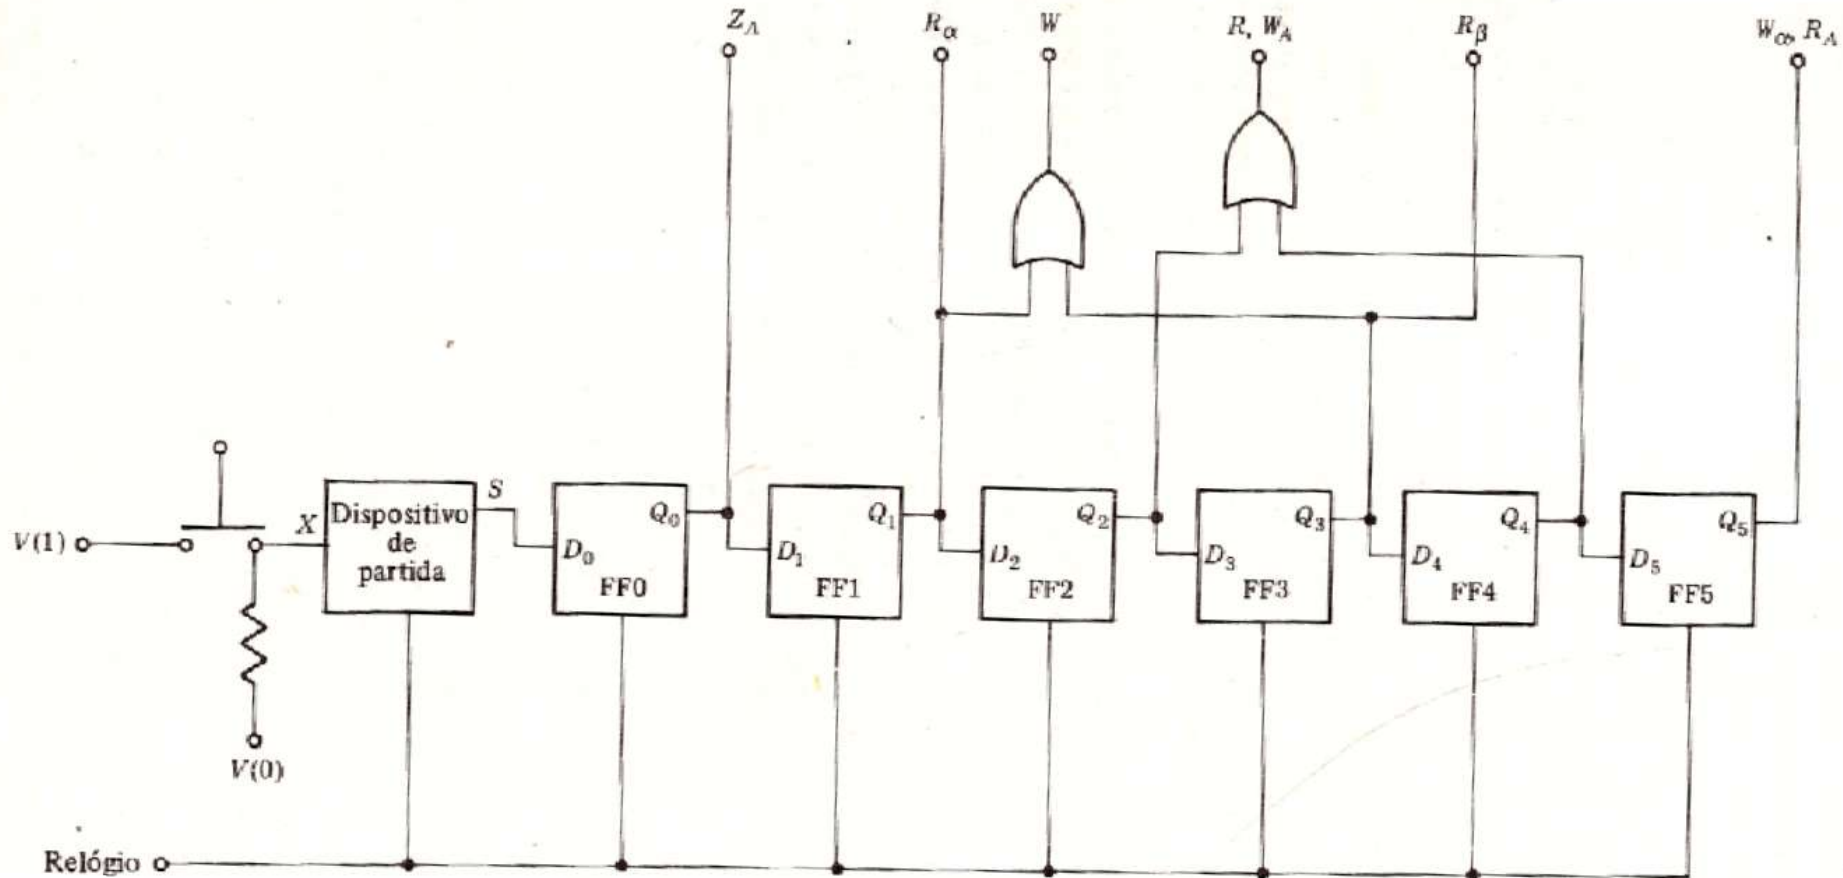 Z_A
R_α
W
R, W_A
R_β
W_α, R_A
S
X
V(1)
Dispositivo
de
partida
V(0)
D_0
Q_0
FF0
D_1
Q_1
FF1
D_2
Q_2
FF2
D_3
Q_3
FF3
D_4
Q_4
FF4
D_5
Q_5
FF5
Relógio